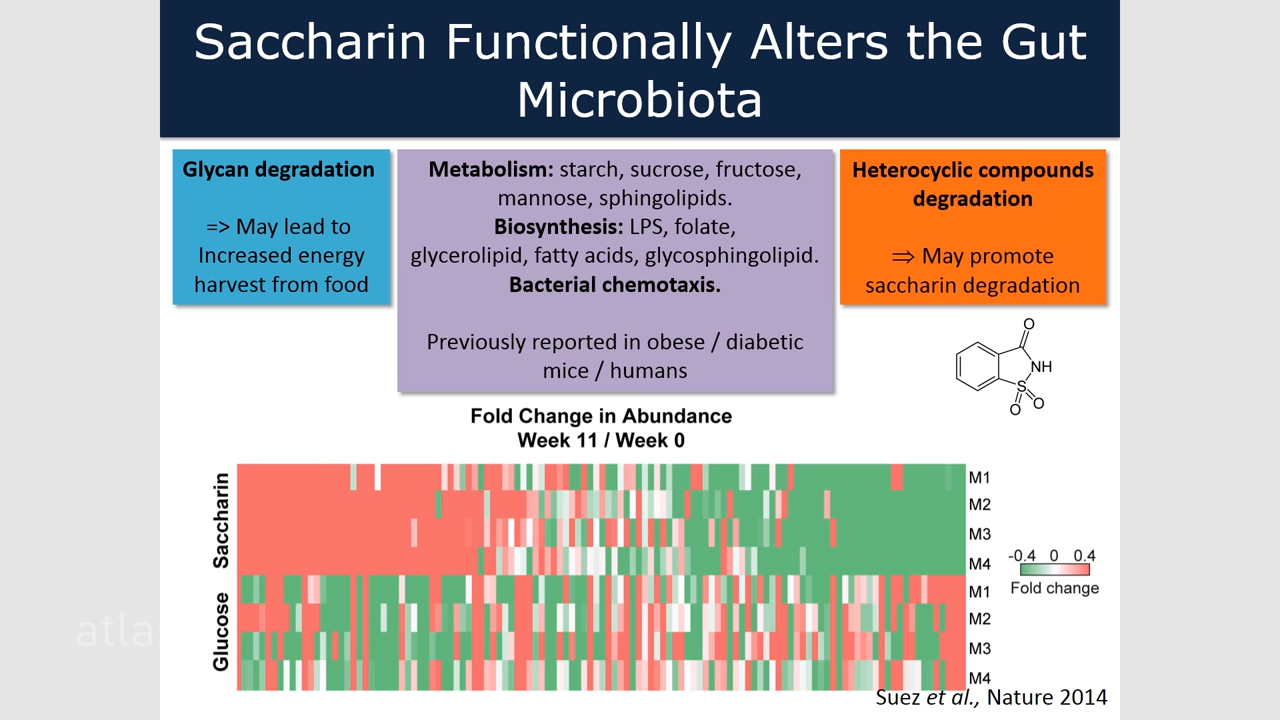 Saccharin Functionally Alters the Gut
Microbiota
Glycan degradation
=> May lead to
Increased energy
harvest from food
Metabolism: starch, sucrose, fructose,
mannose, sphingolipids.
Biosynthesis: LPS, folate,
glycerolipid, fatty acids, glycosphingolipid.
Bacterial chemotaxis.
Previously reported in obese / diabetic
mice / humans
Heterocyclic compounds
degradation
⇒ May promote
saccharin degradation
O
NH
S
O
O
Fold Change in Abundance
Week 11 / Week 0
Saccharin
M1
M2
M3
M4
Glucose
M1
M2
M3
M4
-0.4 0 0.4
Fold change
atlas
Suez et al., Nature 2014